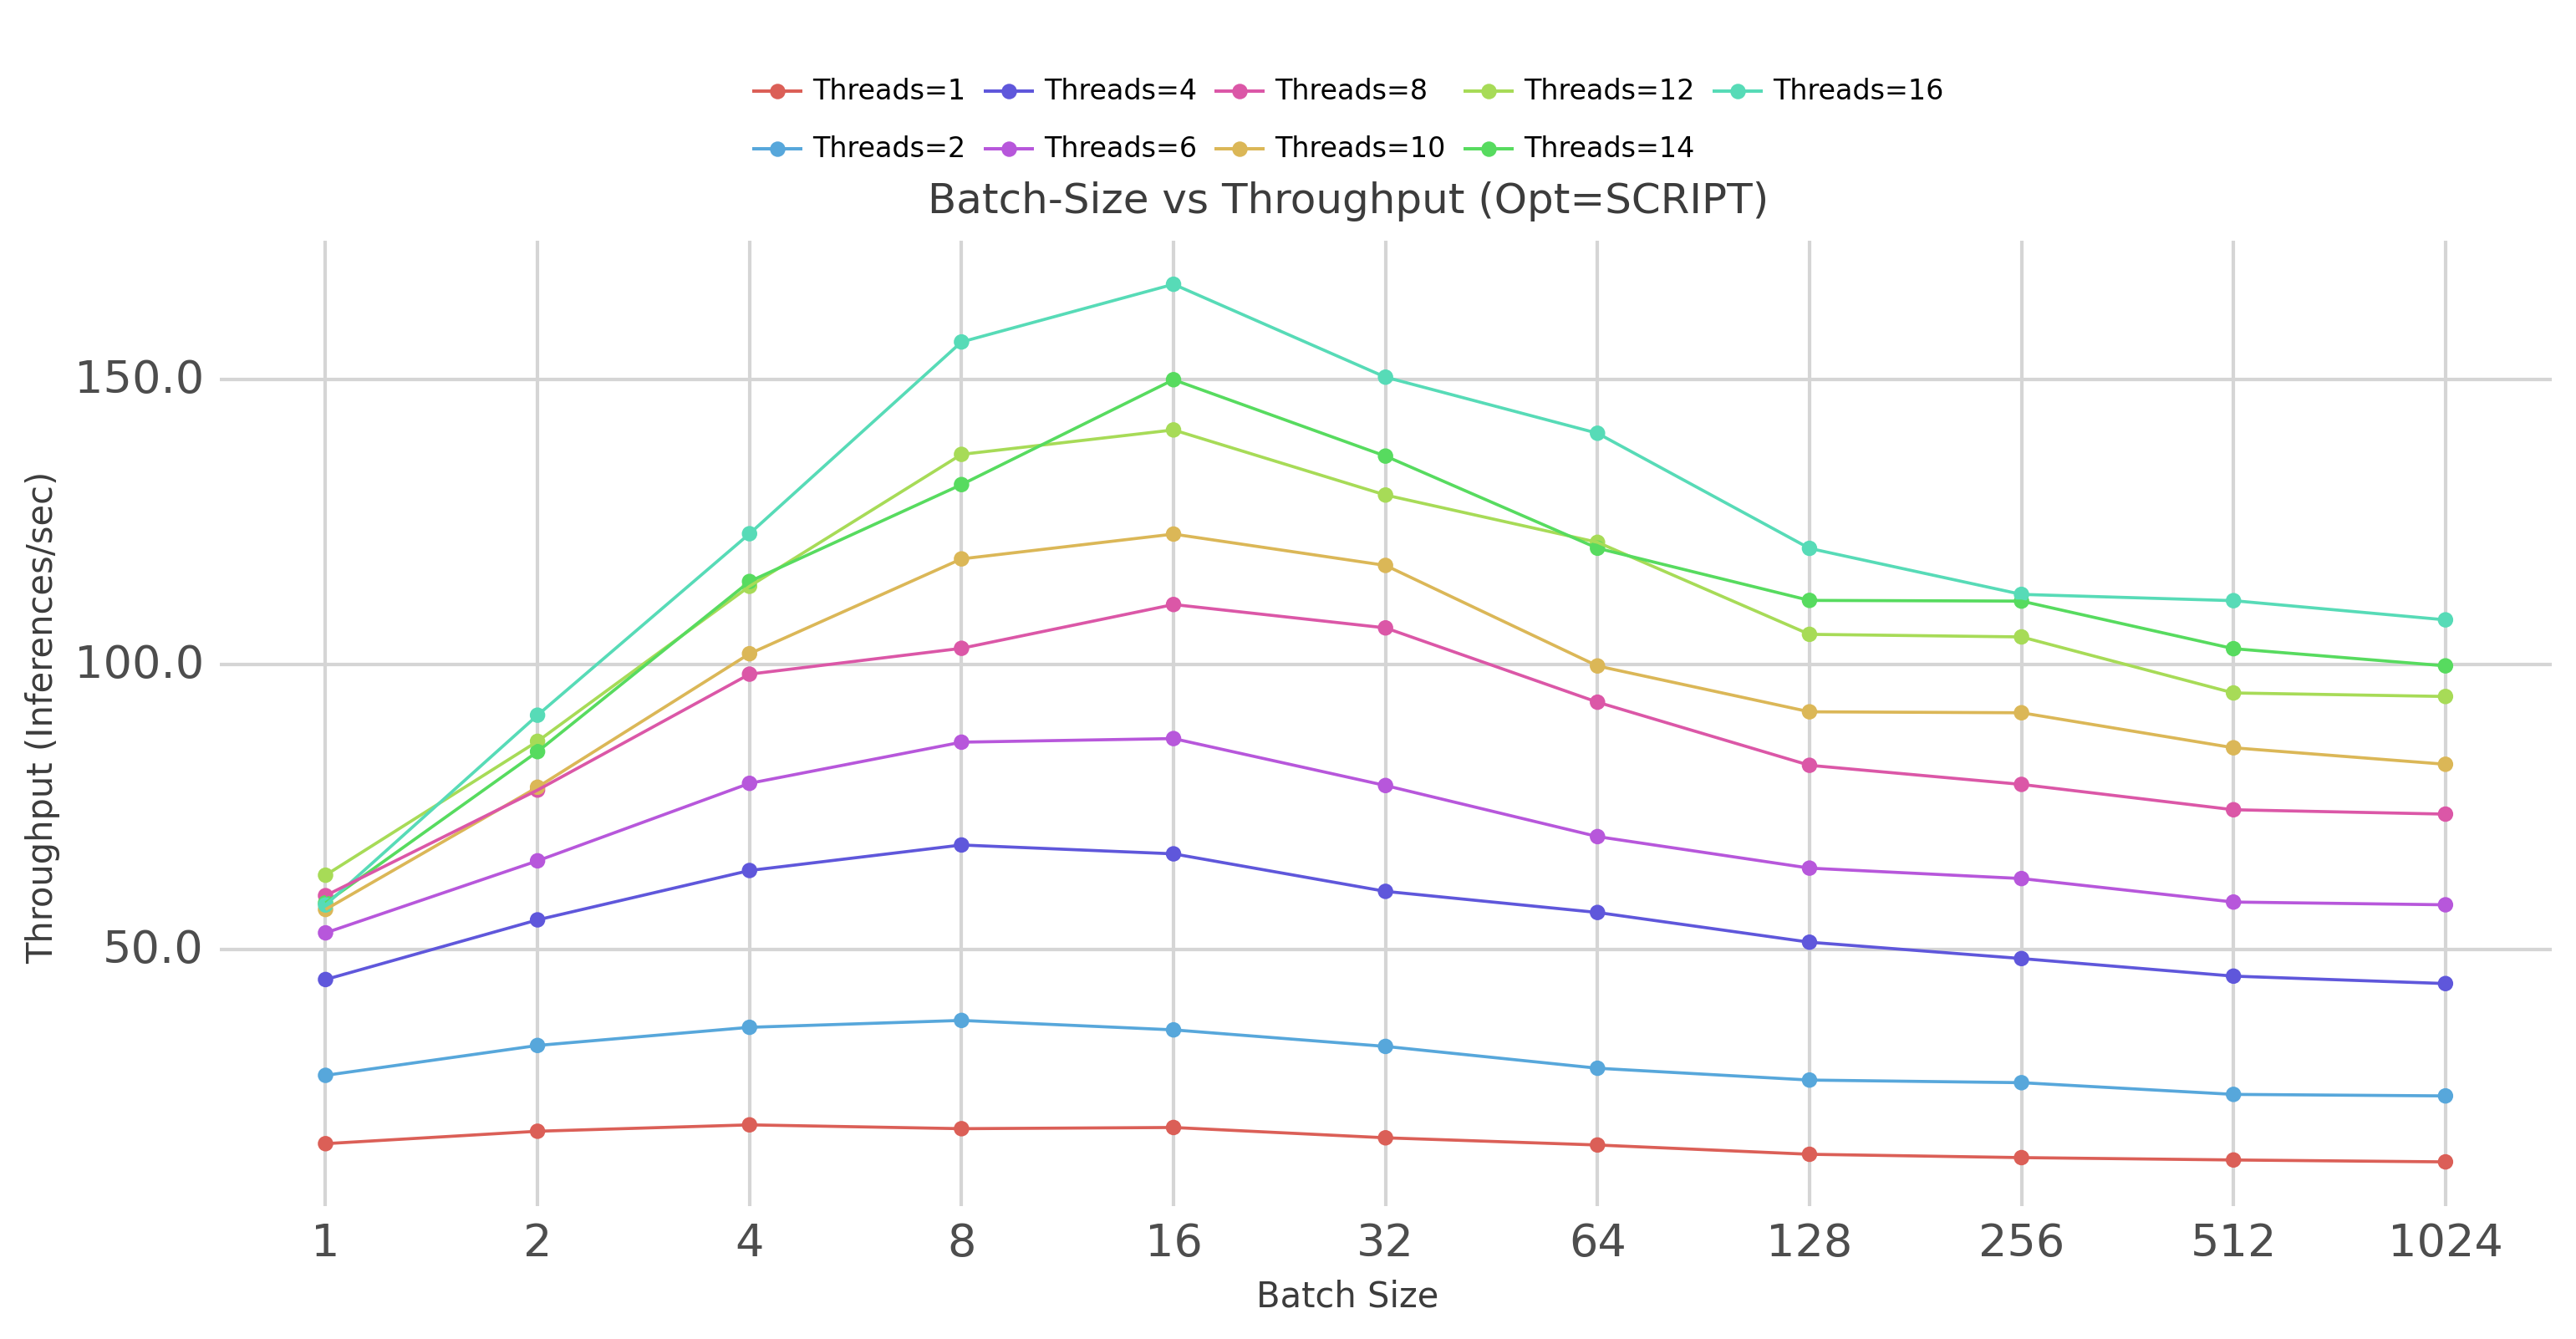 Threads=1 Threads=4 Threads=8 Threads=12 Threads=16
Threads=2 Threads=6 Threads=10 Threads=14
Batch-Size vs Throughput (Opt=SCRIPT)
Throughput (Inferences/sec)
150.0
100.0
50.0
1 2 4 8 16 32 64 128 256 512 1024
Batch Size